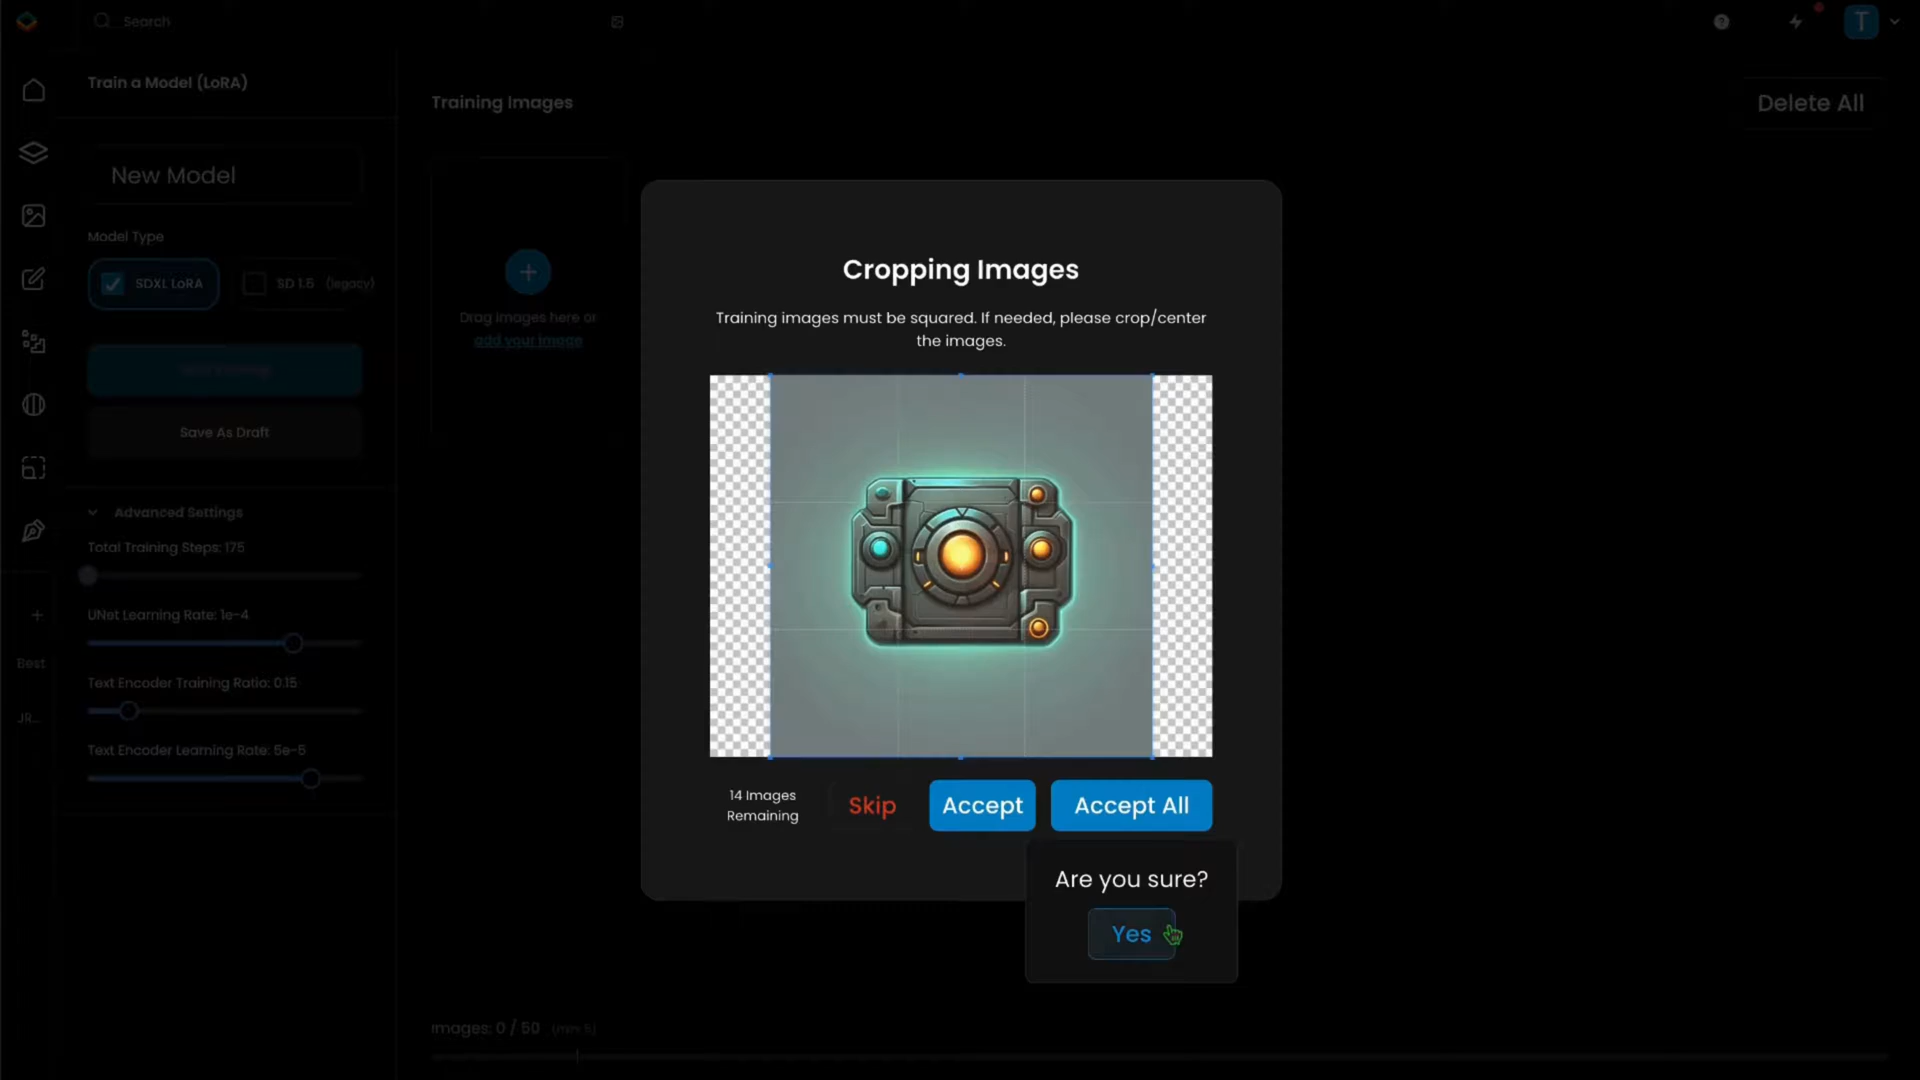 Search
T
Train a Model (LoRA)
Training Images
Delete All
New Model
Model Type
SDXL LoRA
SD 1.5 (legacy)
Drag images here or
add your image
Save As Draft
Advanced Settings
Total Training Steps: 175
UNet Learning Rate: 1e-4
Best
Text Encoder Training Ratio: 0.15
JR...
Text Encoder Learning Rate: 5e-5
Cropping Images
Training images must be squared. If needed, please crop/center
the images.
14 Images
Remaining
Skip
Accept
Accept All
Are you sure?
Yes
Images: 0 / 50 (min 5)